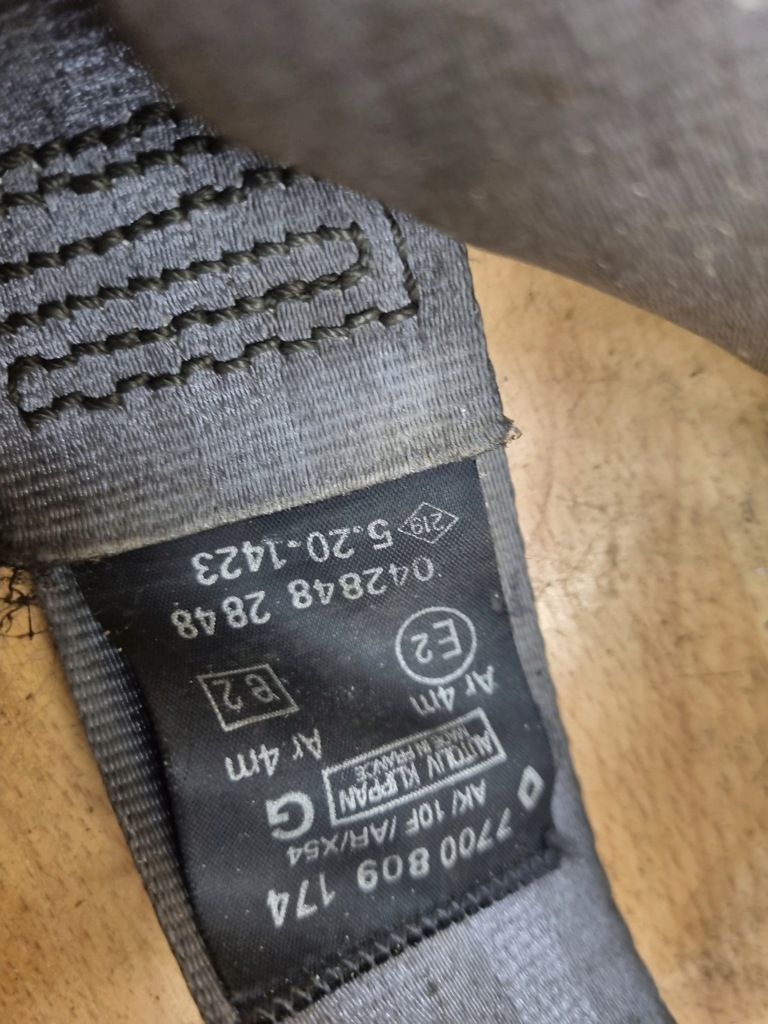 7700 809 174
AK/10F/AR/X54
AUTOLIV KLIPPAN
MADE IN FRANCE
G
Ar 4m Ar 4m
E2 e2
042848 2848
219 5.20-1423